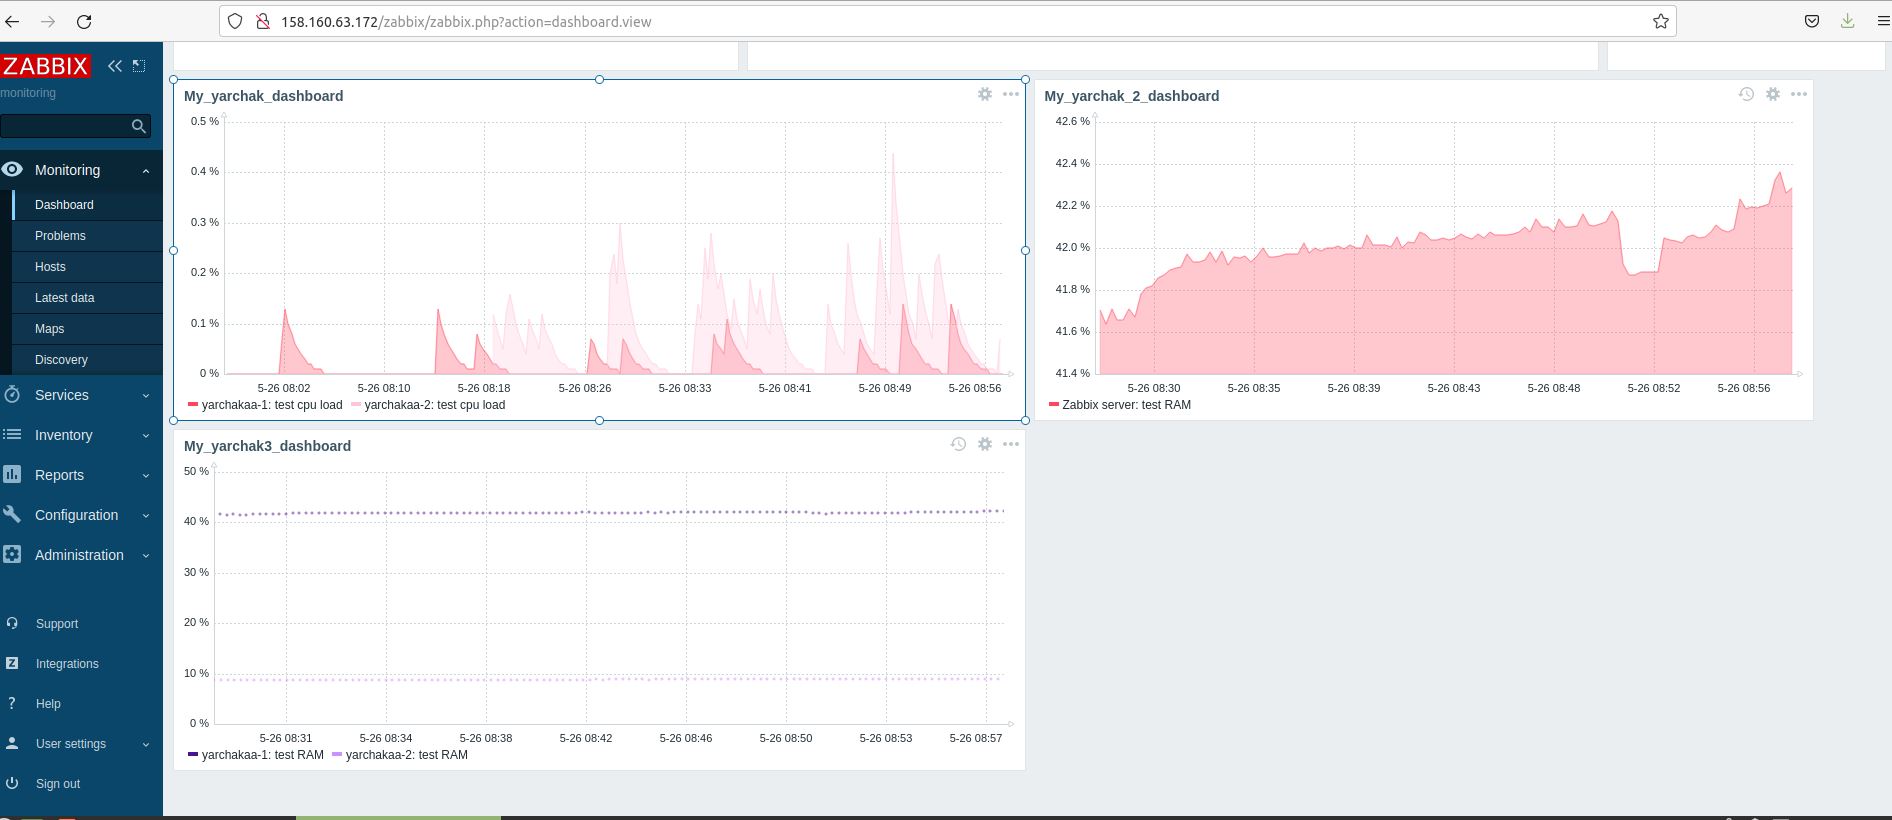 158.160.63.172/zabbix/zabbix.php?action=dashboard.view
ZABBIX
monitoring
Monitoring
Dashboard
Problems
Hosts
Latest data
Maps
Discovery
Services
Inventory
Reports
Configuration
Administration
Support
Z Integrations
? Help
User settings
Sign out
My_yarchak_dashboard
0.5 %
0.4 %
0.3 %
0.2 %
0.1 %
0 %
5-26 08:02 5-26 08:10 5-26 08:18 5-26 08:26 5-26 08:33 5-26 08:41 5-26 08:49 5-26 08:56
yarchakaa-1: test cpu load yarchakaa-2: test cpu load
My_yarchak_2_dashboard
42.6 %
42.4 %
42.2 %
42.0 %
41.8 %
41.6 %
41.4 %
5-26 08:30 5-26 08:35 5-26 08:39 5-26 08:43 5-26 08:48 5-26 08:52 5-26 08:56
Zabbix server: test RAM
My_yarchak3_dashboard
50 %
40 %
30 %
20 %
10 %
0 %
5-26 08:31 5-26 08:34 5-26 08:38 5-26 08:42 5-26 08:46 5-26 08:50 5-26 08:53 5-26 08:57
yarchakaa-1: test RAM yarchakaa-2: test RAM